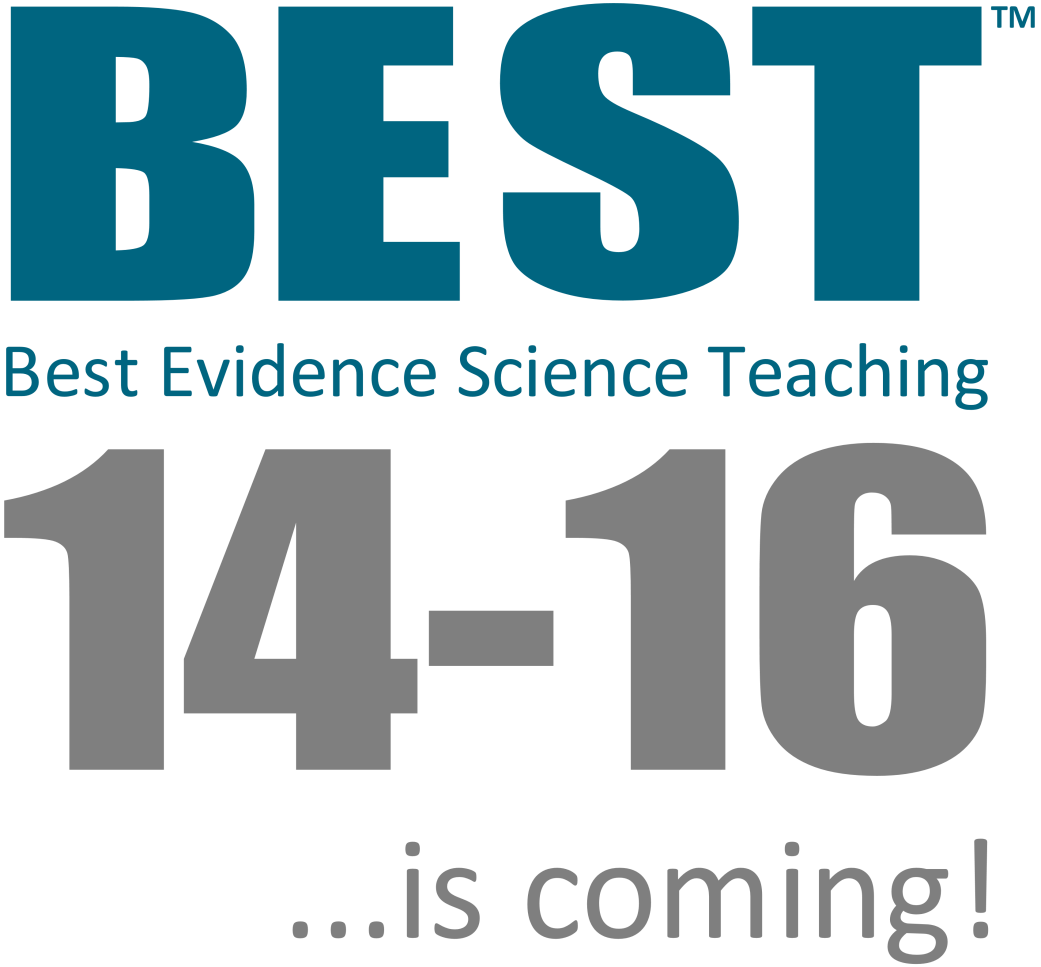 BEST™
Best Evidence Science Teaching
14-16
...is coming!